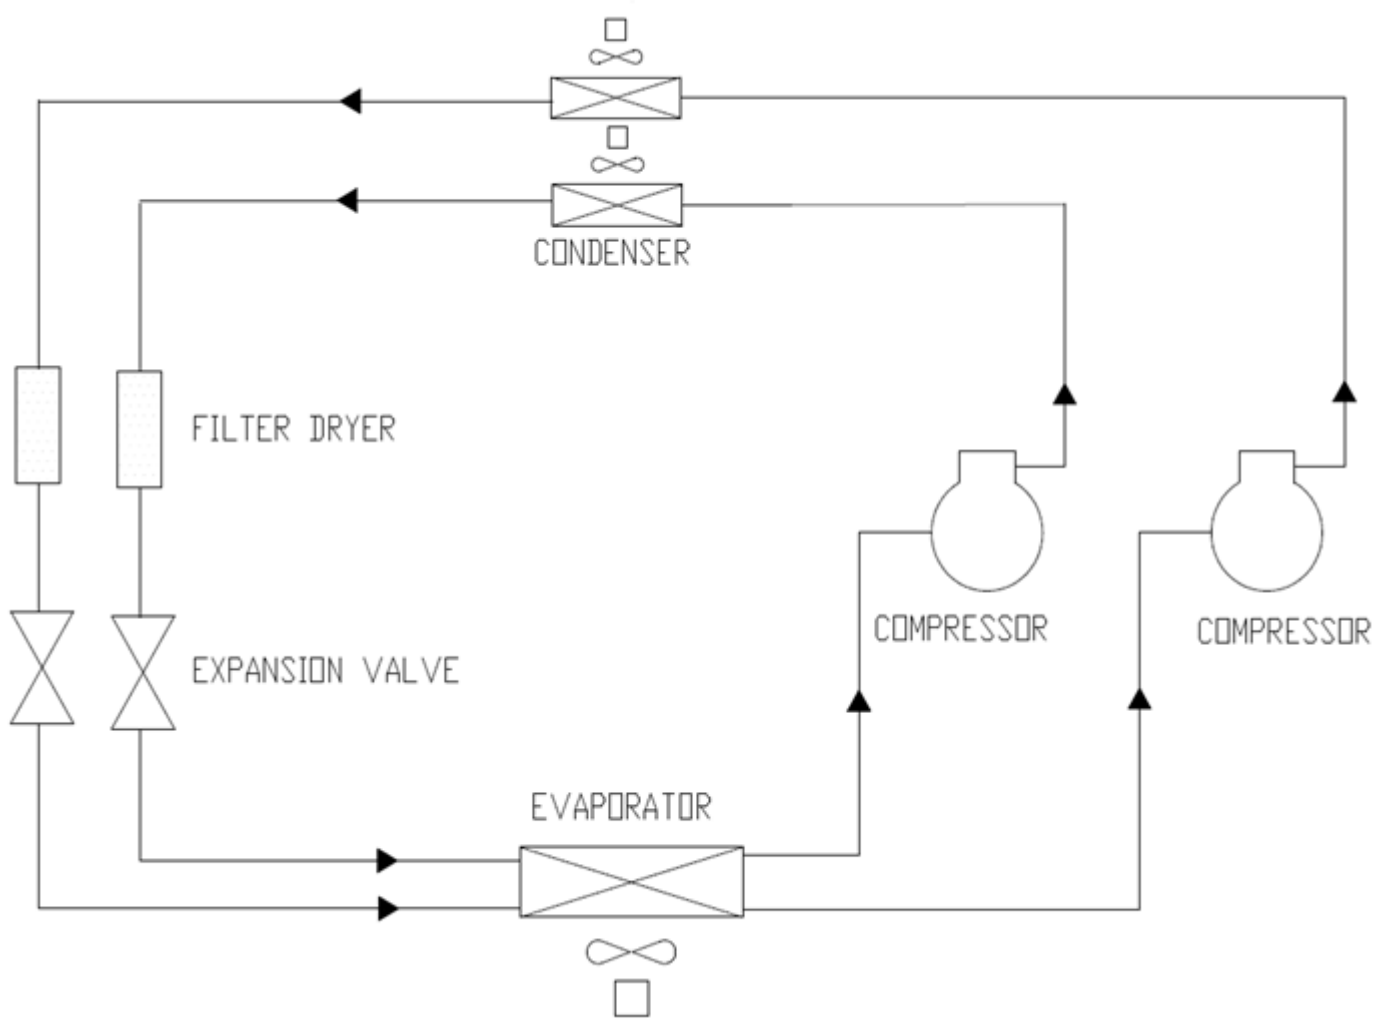 CONDENSER
FILTER DRYER
COMPRESSOR
COMPRESSOR
EXPANSION VALVE
EVAPORATOR